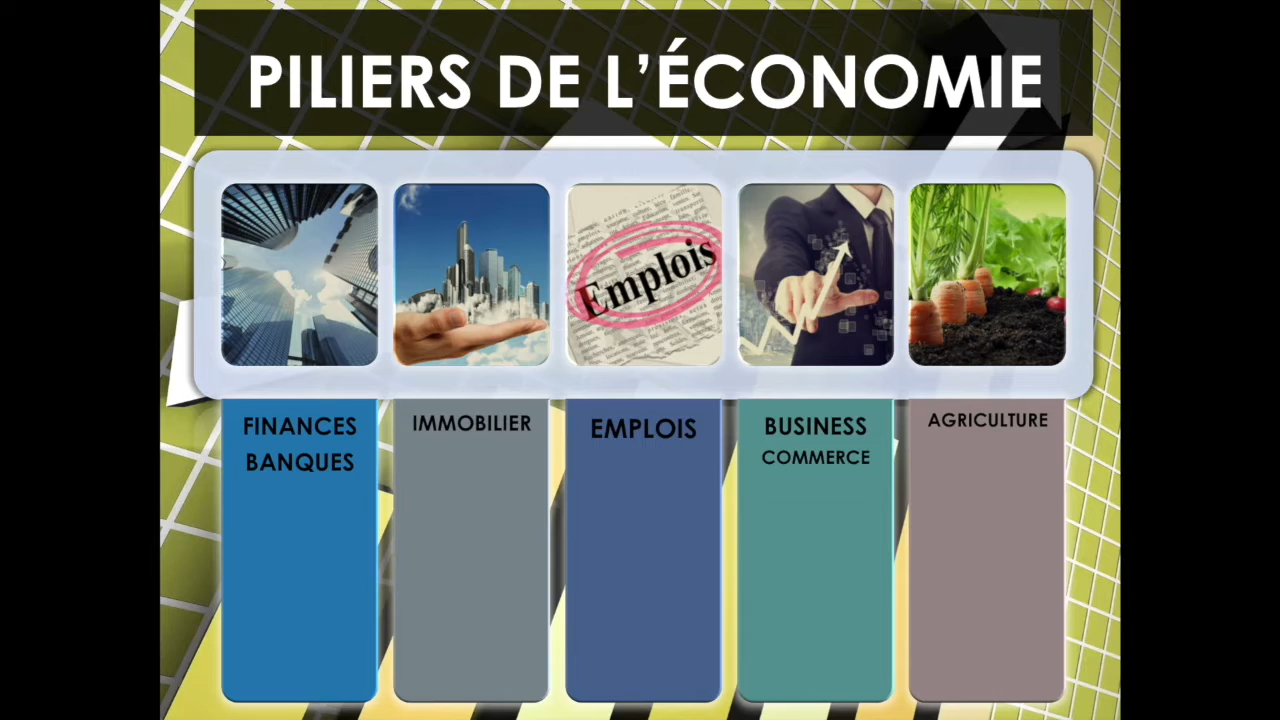 PILIERS DE L’ÉCONOMIE
Emplois
FINANCES
BANQUES
IMMOBILIER
EMPLOIS
BUSINESS
COMMERCE
AGRICULTURE